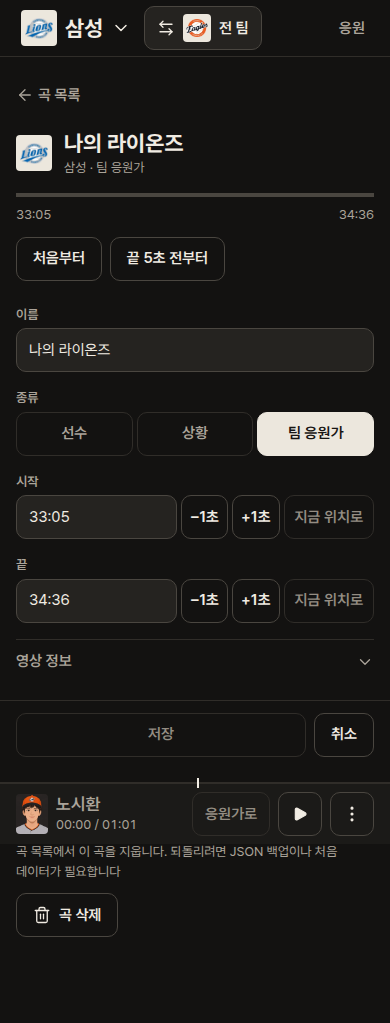 Lions 삼성 Eagles 전 팀 응원
곡 목록
Lions 나의 라이온즈
삼성 · 팀 응원가
33:05 34:36
처음부터 끝 5초 전부터
이름
나의 라이온즈
종류
선수 상황 팀 응원가
시작
33:05 −1초 +1초 지금 위치로
끝
34:36 −1초 +1초 지금 위치로
영상 정보
저장 취소
노시환 응원가로
00:00 / 01:01
곡 목록에서 이 곡을 지웁니다. 되돌리려면 JSON 백업이나 처음
데이터가 필요합니다
곡 삭제